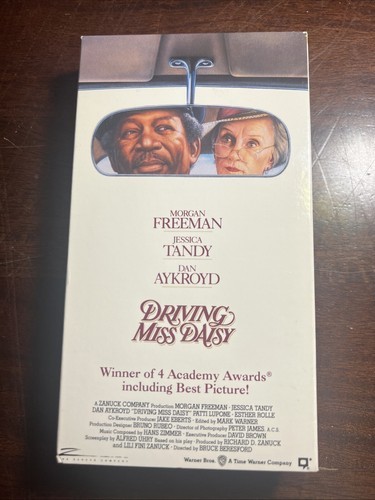 MORGAN
FREEMAN
JESSICA
TANDY
DAN
AYKROYD
DRIVING
MISS DAISY
Winner of 4 Academy Awards®
including Best Picture!
A ZANUCK COMPANY Production MORGAN FREEMAN · JESSICA TANDY
DAN AYKROYD "DRIVING MISS DAISY" PATTI LUPONE · ESTHER ROLLE
Co-Executive Producer JAKE EBERTS · Edited by MARK WARNER
Production Designer BRUNO RUBEO · Director of Photography PETER JAMES A.C.S.
Music Composed by HANS ZIMMER · Executive Producer DAVID BROWN
Screenplay by ALFRED UHRY Based on his play · Produced by RICHARD D. ZANUCK
and LILI FINI ZANUCK · Directed by BRUCE BERESFORD
Warner Bros. A Time Warner Company